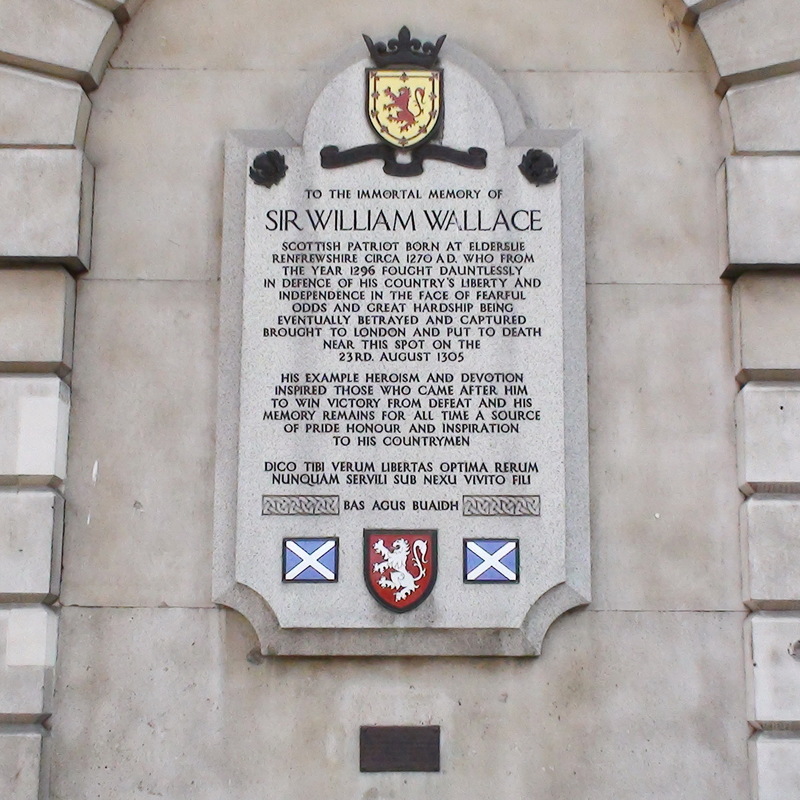 TO THE IMMORTAL MEMORY OF
SIR WILLIAM WALLACE
SCOTTISH PATRIOT BORN AT ELDERSLIE
RENFREWSHIRE CIRCA 1270 A.D. WHO FROM
THE YEAR 1296 FOUGHT DAUNTLESSLY
IN DEFENCE OF HIS COUNTRY'S LIBERTY AND
INDEPENDENCE IN THE FACE OF FEARFUL
ODDS AND GREAT HARDSHIP BEING
EVENTUALLY BETRAYED AND CAPTURED
BROUGHT TO LONDON AND PUT TO DEATH
NEAR THIS SPOT ON THE
23RD. AUGUST 1305
HIS EXAMPLE HEROISM AND DEVOTION
INSPIRED THOSE WHO CAME AFTER HIM
TO WIN VICTORY FROM DEFEAT AND HIS
MEMORY REMAINS FOR ALL TIME A SOURCE
OF PRIDE HONOUR AND INSPIRATION
TO HIS COUNTRYMEN
DICO TIBI VERUM LIBERTAS OPTIMA RERUM
NUNQUAM SERVILI SUB NEXU VIVITO FILI
BAS AGUS BUAIDH